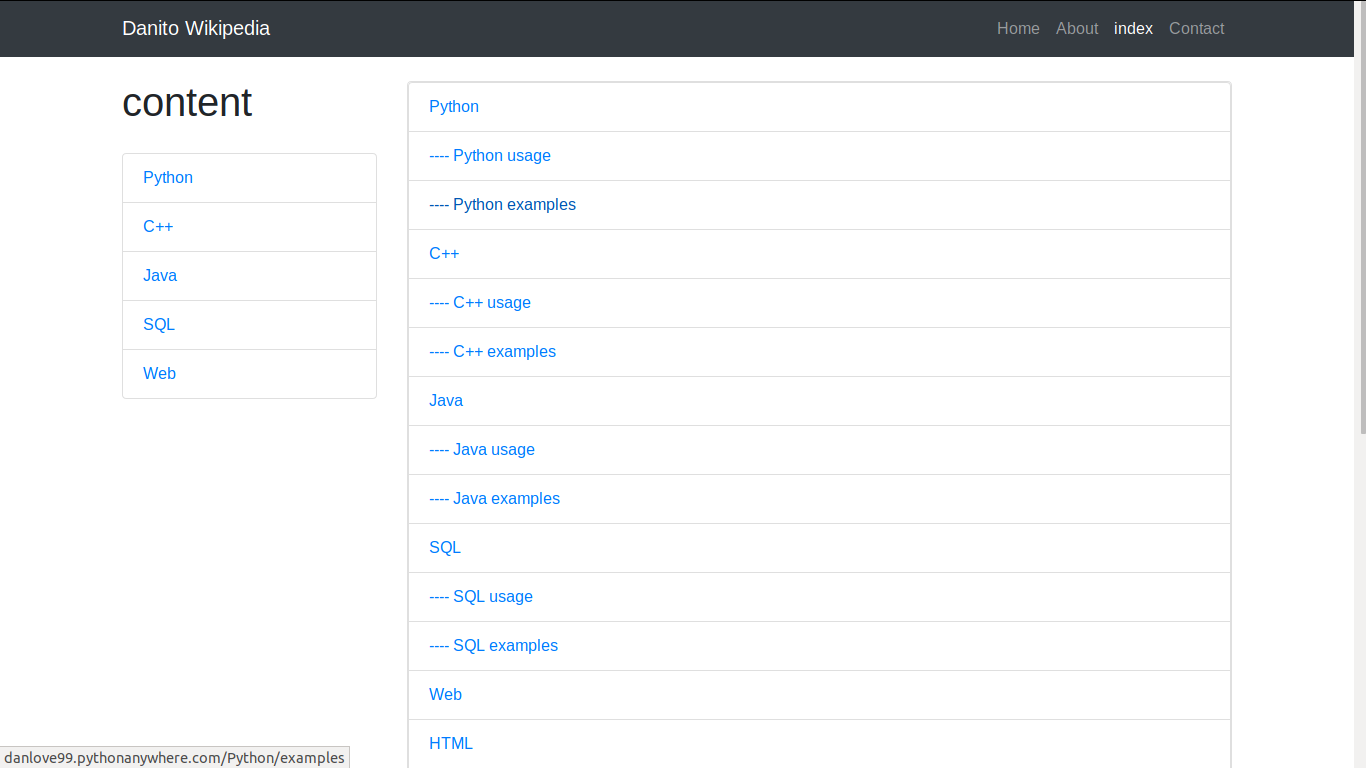 Danito Wikipedia
Home About index Contact
content
Python
C++
Java
SQL
Web
Python
---- Python usage
---- Python examples
C++
---- C++ usage
---- C++ examples
Java
---- Java usage
---- Java examples
SQL
---- SQL usage
---- SQL examples
Web
HTML
danlove99.pythonanywhere.com/Python/examples